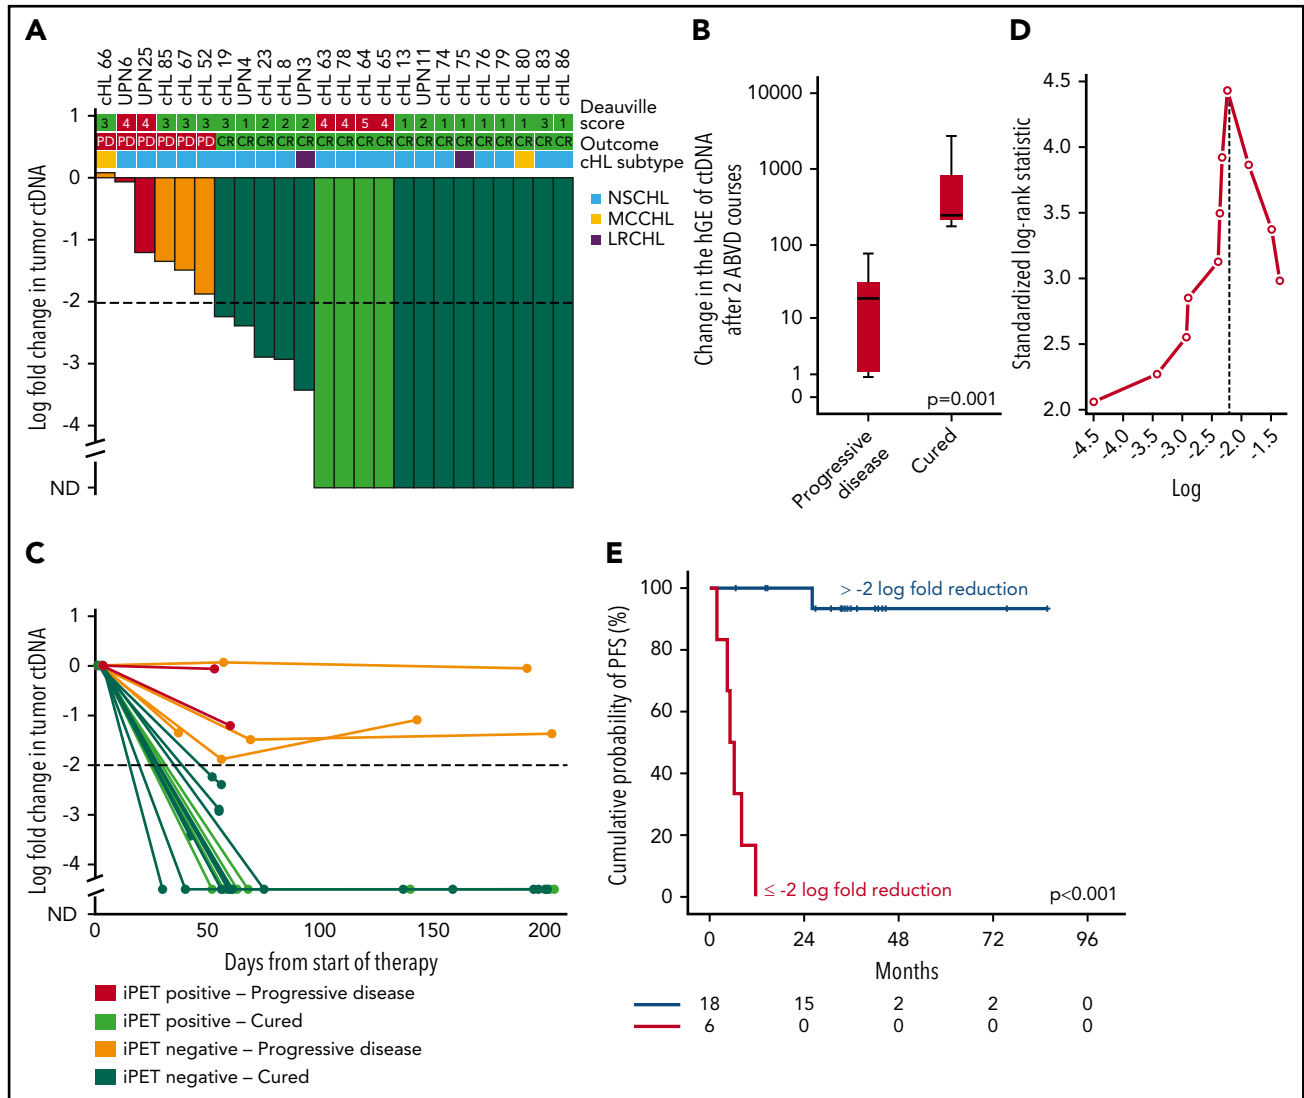 A
cHL 66 UPN6 UPN25 cHL 85 cHL 67 cHL 52 cHL 19 UPN4 cHL 23 cHL 8 UPN3 cHL 63 cHL 78 cHL 64 cHL 65 cHL 13 UPN11 cHL 74 cHL 75 cHL 76 cHL 79 cHL 80 cHL 83 cHL 86
3 4 4 3 3 3 3 1 2 2 2 4 4 5 4 1 2 1 1 1 1 1 3 1
Deauville
score
PD PD PD PD PD PD CR CR CR CR CR CR CR CR CR CR CR CR CR CR CR CR CR CR
Outcome
cHL subtype
NSCHL
MCCHL
LRCHL
Log fold change in tumor ctDNA
1
0
-1
-2
-3
-4
ND
B
Change in the hGE of ctDNA
after 2 ABVD courses
10000
1000
100
10
1
0
p=0.001
Progressive
disease
Cured
D
Standardized log-rank statistic
4.5
4.0
3.5
3.0
2.5
2.0
-4.5 -4.0 -3.5 -3.0 -2.5 -2.0 -1.5
Log
C
Log fold change in tumor ctDNA
1
0
-1
-2
-3
-4
ND
0 50 100 150 200
Days from start of therapy
iPET positive – Progressive disease
iPET positive – Cured
iPET negative – Progressive disease
iPET negative – Cured
E
Cumulative probability of PFS (%)
100
80
60
40
20
0
> -2 log fold reduction
≤ -2 log fold reduction
p<0.001
0 24 48 72 96
Months
18 15 2 2 0
6 0 0 0 0